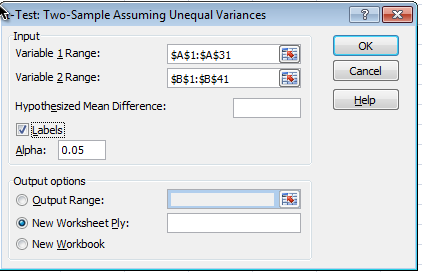 -Test: Two-Sample Assuming Unequal Variances
Input
Variable 1 Range: $A$1:$A$31
Variable 2 Range: $B$1:$B$41
Hypothesized Mean Difference:
Labels
Alpha: 0.05
OK
Cancel
Help
Output options
Output Range:
New Worksheet Ply:
New Workbook